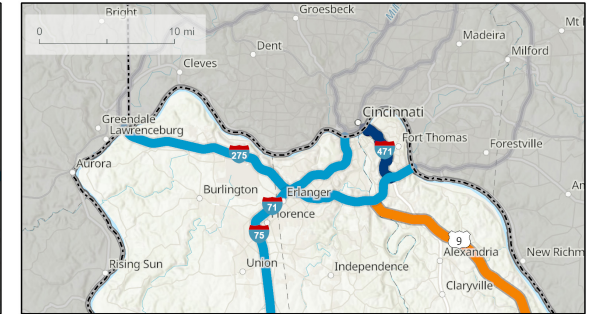 Bright
Groesbeck
Mt
0
10 mi
Madeira
Dent
Milford
Cleves
Cincinnati
Greendale
Lawrenceburg
Fort Thomas
Forestville
275
471
Aurora
Burlington
Erlanger
An
71
Florence
75
9
Alexandria
New Richm
Rising Sun
Union
Independence
Claryville